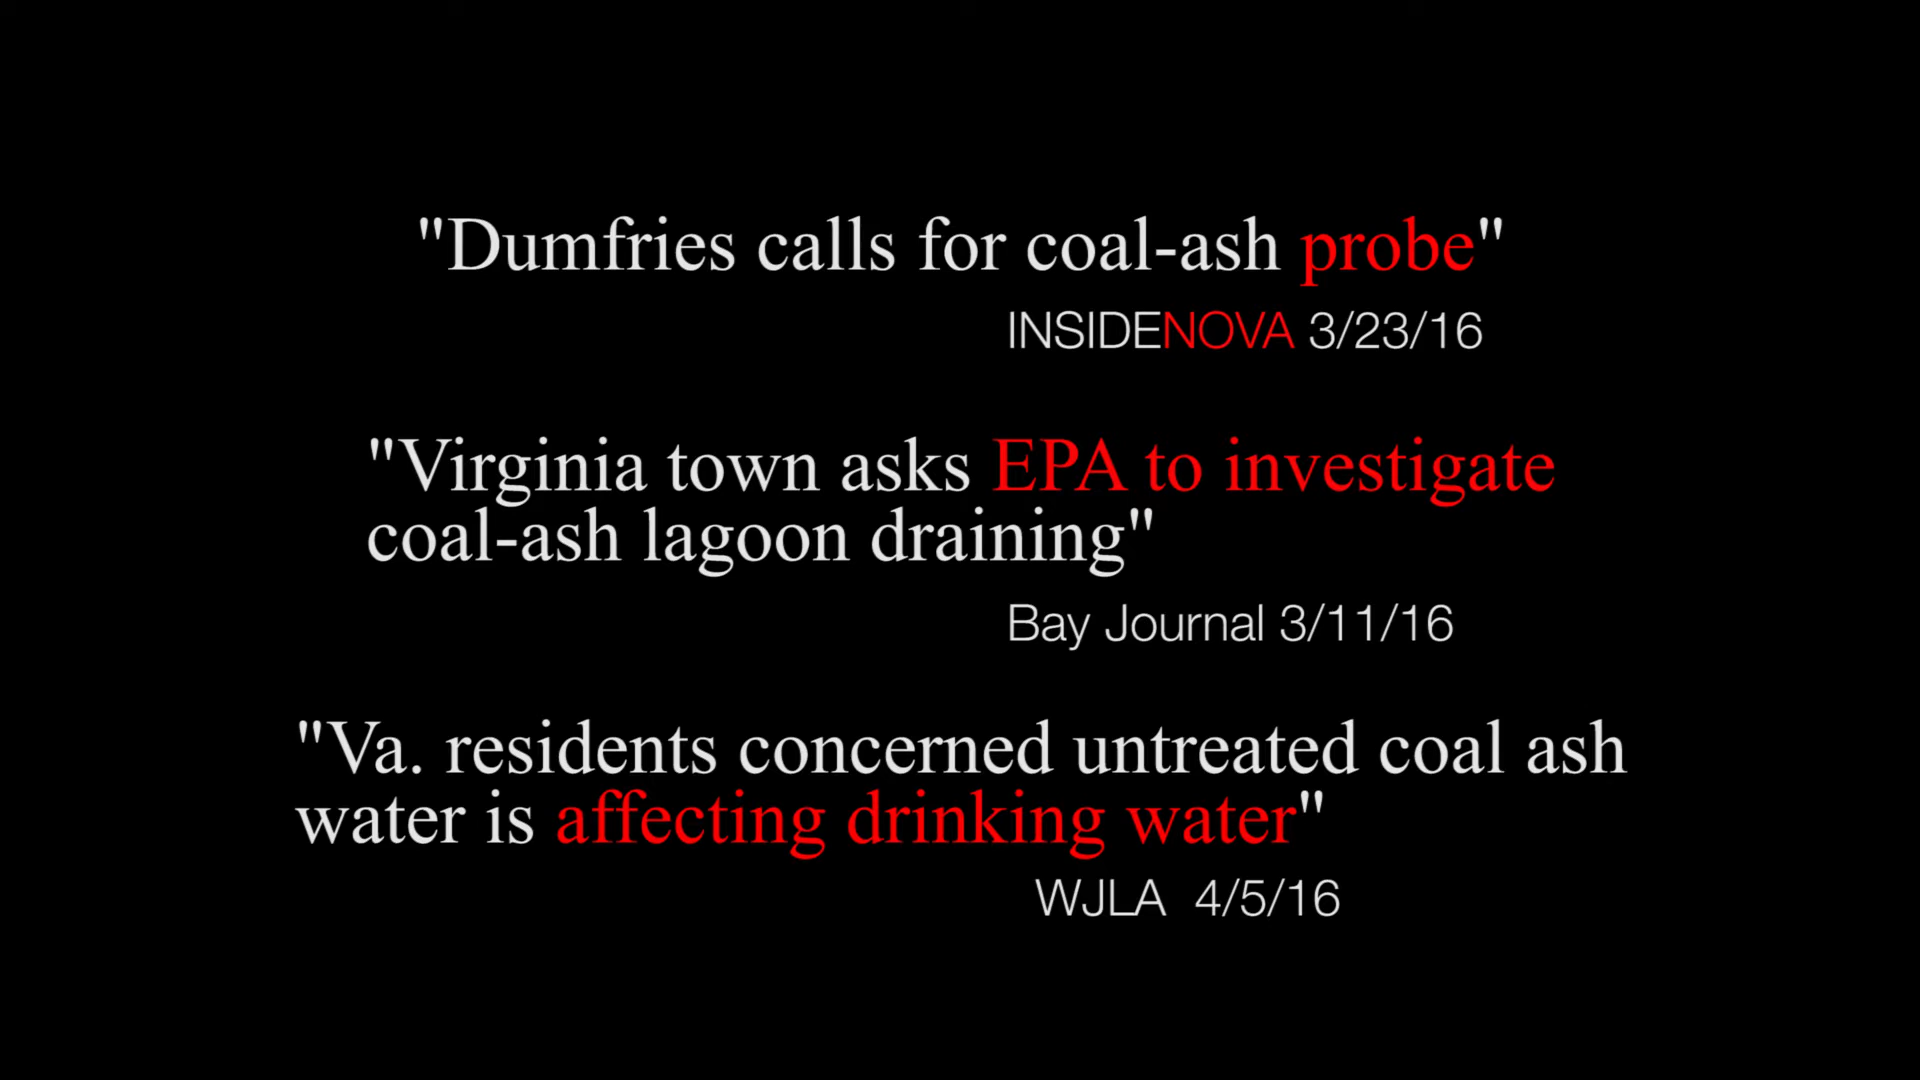 "Dumfries calls for coal-ash probe"
INSIDENOVA 3/23/16
"Virginia town asks EPA to investigate
coal-ash lagoon draining"
Bay Journal 3/11/16
"Va. residents concerned untreated coal ash
water is affecting drinking water"
WJLA  4/5/16